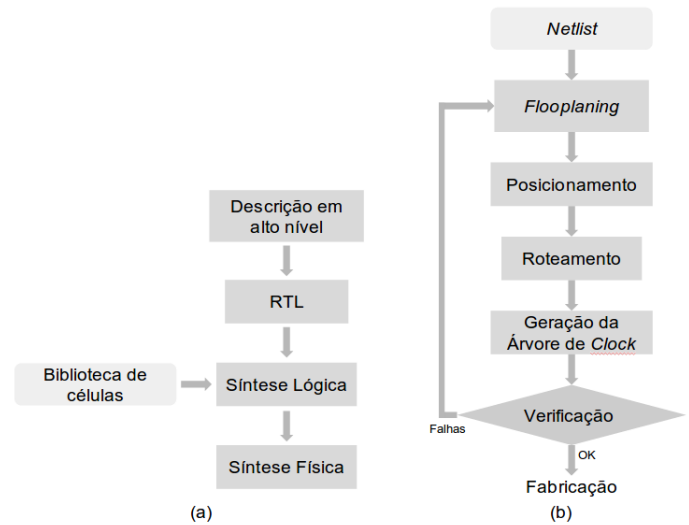 Descrição em
alto nível
RTL
Biblioteca de
células
Síntese Lógica
Síntese Física
(a)
Netlist
Flooplaning
Posicionamento
Roteamento
Geração da
Árvore de Clock
Verificação
Falhas
OK
Fabricação
(b)